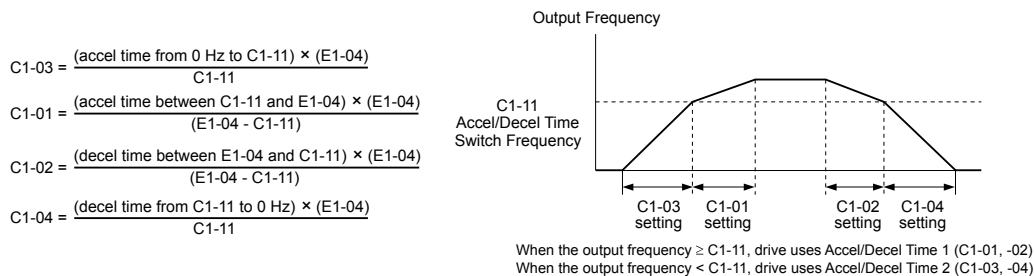 C1-03 = (accel time from 0 Hz to C1-11) × (E1-04)
C1-11
C1-01 = (accel time between C1-11 and E1-04) × (E1-04)
(E1-04 - C1-11)
C1-02 = (decel time between E1-04 and C1-11) × (E1-04)
(E1-04 - C1-11)
C1-04 = (decel time from C1-11 to 0 Hz) × (E1-04)
C1-11
Output Frequency
C1-11
Accel/Decel Time
Switch Frequency
C1-03 setting
C1-01 setting
C1-02 setting
C1-04 setting
When the output frequency ≥ C1-11, drive uses Accel/Decel Time 1 (C1-01, -02)
When the output frequency < C1-11, drive uses Accel/Decel Time 2 (C1-03, -04)